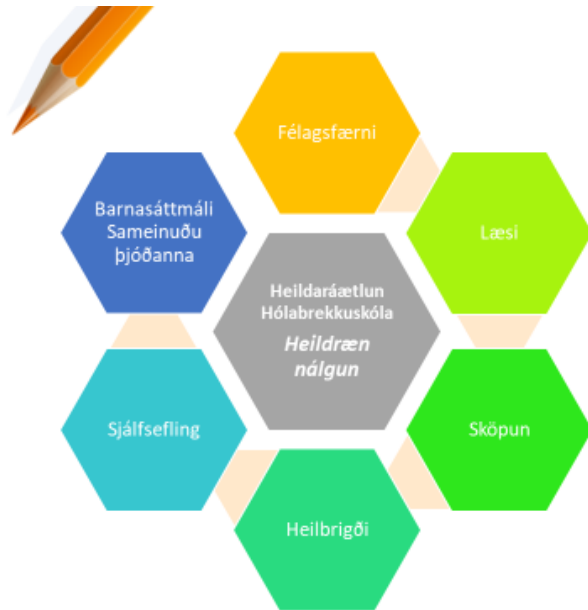 Félagsfærni
Barnasáttmáli
Sameinuðu
þjóðanna
Læsi
Heildaráætlun
Hólabrekkuskóla
Heildræn
nálgun
Sjálfsefling
Sköpun
Heilbrigði